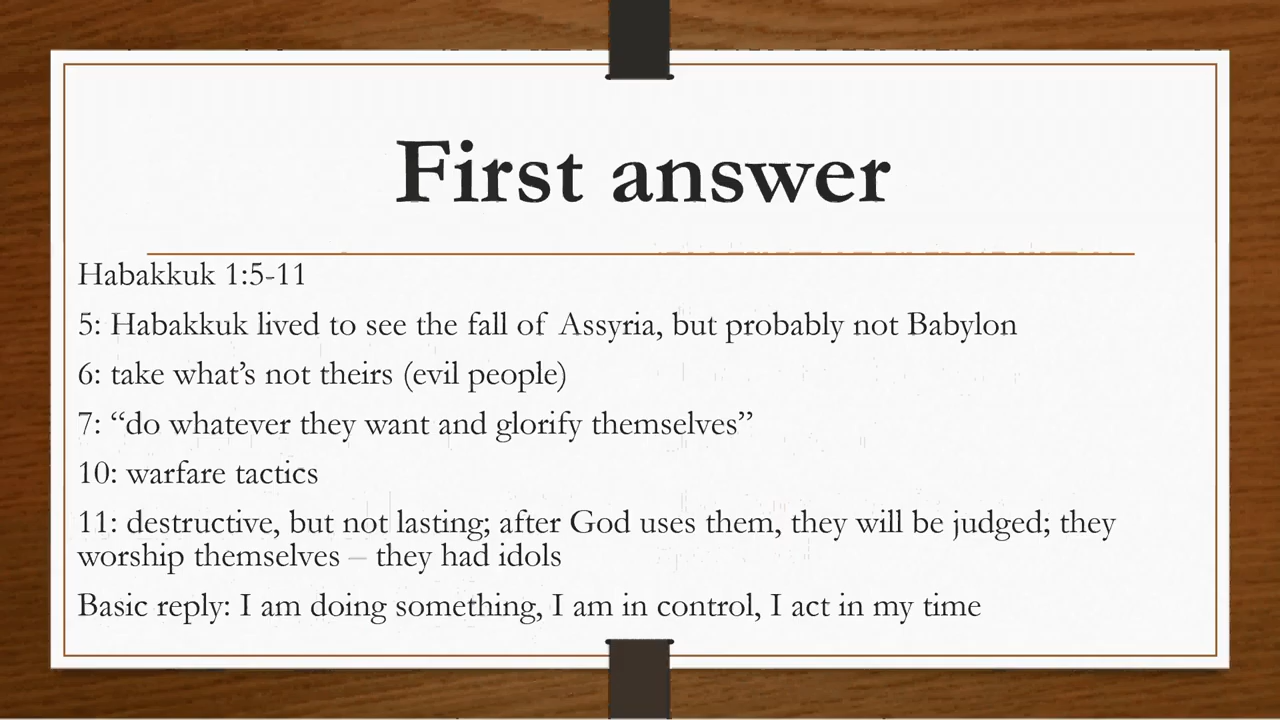 First answer
Habakkuk 1:5-11
5: Habakkuk lived to see the fall of Assyria, but probably not Babylon
6: take what’s not theirs (evil people)
7: “do whatever they want and glorify themselves”
10: warfare tactics
11: destructive, but not lasting; after God uses them, they will be judged; they
worship themselves – they had idols
Basic reply: I am doing something, I am in control, I act in my time